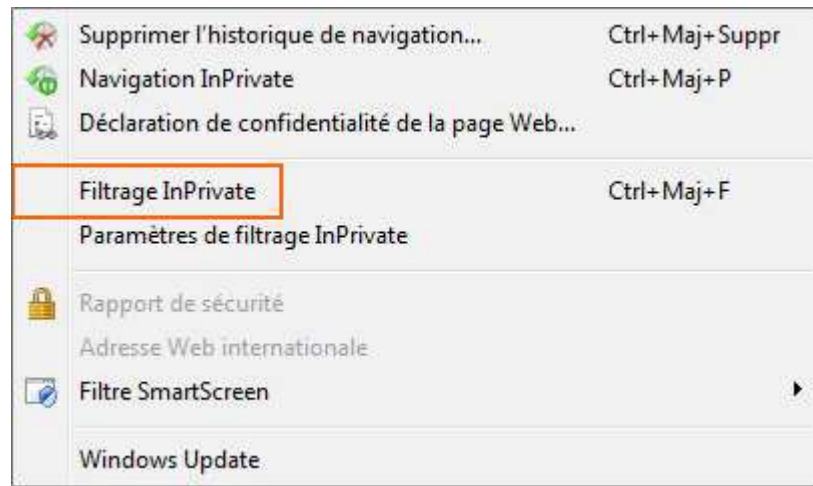 Supprimer l'historique de navigation... Ctrl+Maj+Suppr
Navigation InPrivate Ctrl+Maj+P
Déclaration de confidentialité de la page Web...
Filtrage InPrivate Ctrl+Maj+F
Paramètres de filtrage InPrivate
Rapport de sécurité
Adresse Web internationale
Filtre SmartScreen
Windows Update